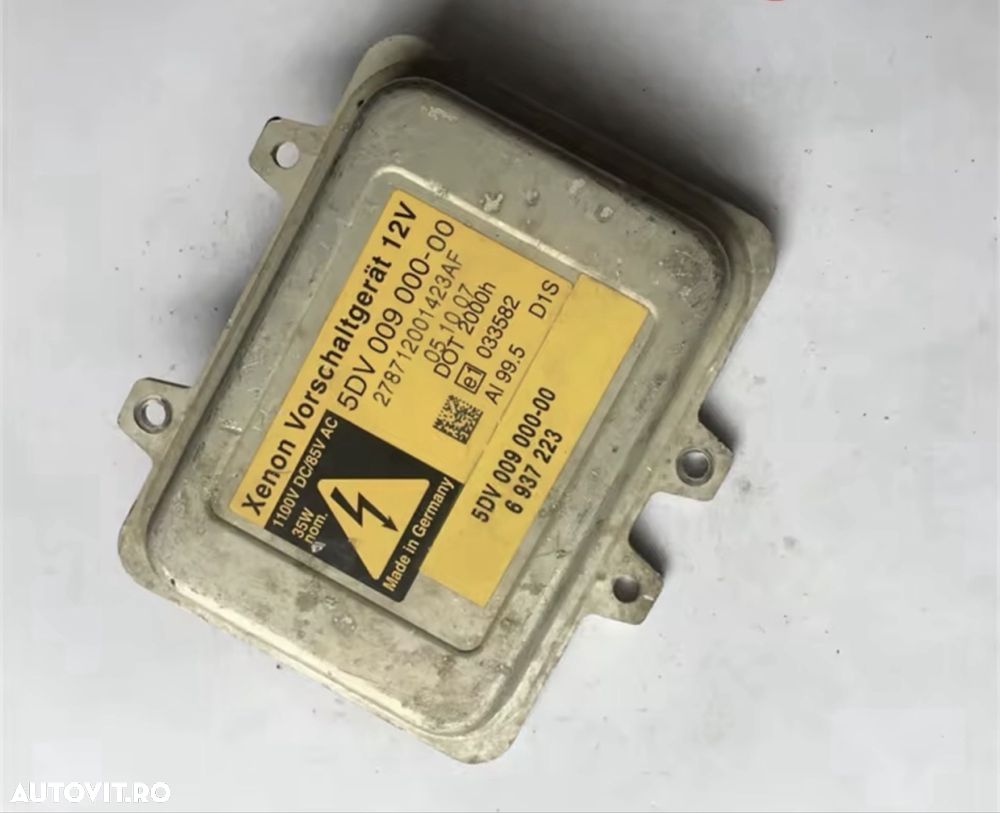 Xenon Vorschaltgerät 12V
5DV 009 000-00
278712001423AF
05.10.07
DOT 2000h
e1 033582
AI 99.5 D1S
1100V DC/85V AC
35W
nom.
Made in Germany
5DV 009 000-00
6 937 223
AUTOVIT.RO